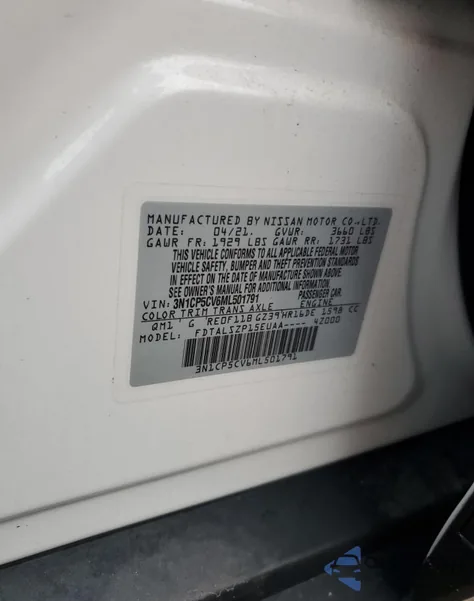 MANUFACTURED BY NISSAN MOTOR CO.,LTD.
DATE: 04/21. GVWR: 3660 LBS
GAWR FR: 1929 LBS GAWR RR: 1731 LBS
THIS VEHICLE CONFORMS TO ALL APPLICABLE
FEDERAL MOTOR
VEHICLE SAFETY, BUMPER AND THEFT PREVENTION STANDARDS
IN EFFECT ON THE DATE OF MANUFACTURE SHOWN ABOVE.
SEE OWNER'S MANUAL FOR ADDITIONAL INFORMATION.
VIN: 3N1CP5CV6ML501791 PASSENGER CAR.
COLOR TRIM TRANS AXLE ENGINE
QM1 G RE0F11B GZ39 HR16DE 1598 CC
MODEL: FDTALSZP15EUAA---- 4Z000
3N1CP5CV6ML501791